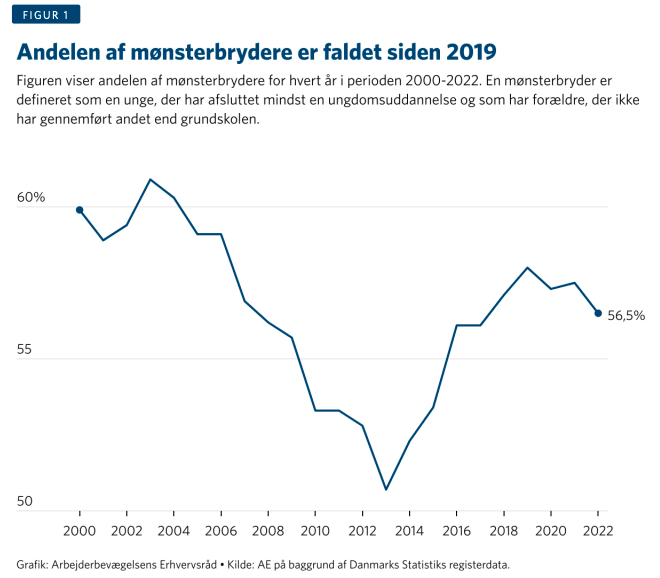 FIGUR 1
Andelen af mønsterbrydere er faldet siden 2019
Figuren viser andelen af mønsterbrydere for hvert år i perioden 2000-2022. En mønsterbryder er
defineret som en unge, der har afsluttet mindst en ungdomsuddannelse og som har forældre, der ikke
har gennemført andet end grundskolen.
60%
56,5%
55
50
2000 2002 2004 2006 2008 2010 2012 2014 2016 2018 2020 2022
Grafik: Arbejderbevægelsens Erhvervsråd • Kilde: AE på baggrund af Danmarks Statistiks registerdata.